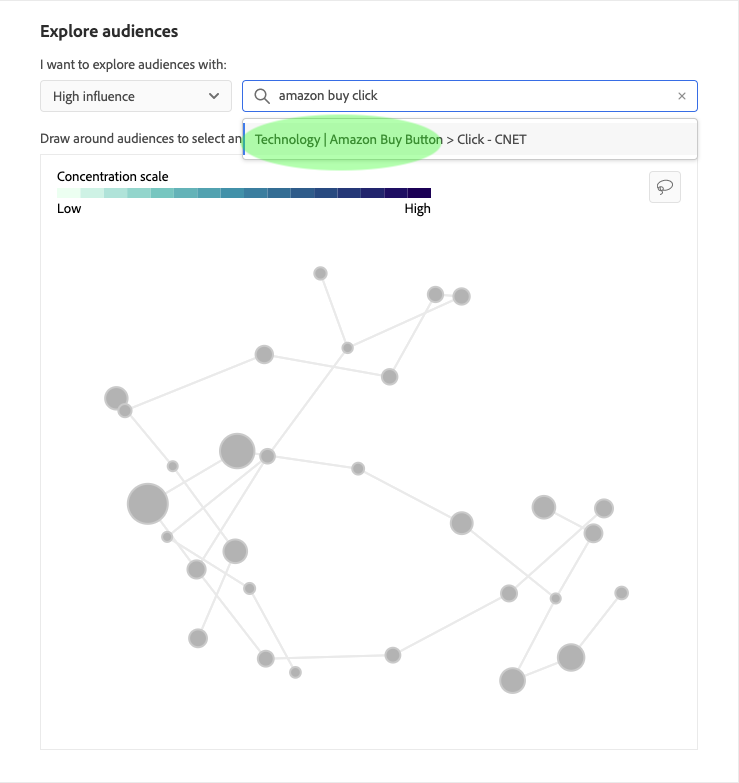 Explore audiences
I want to explore audiences with:
High influence
amazon buy click
Draw around audiences to select an
Technology | Amazon Buy Button > Click - CNET
Concentration scale
Low High